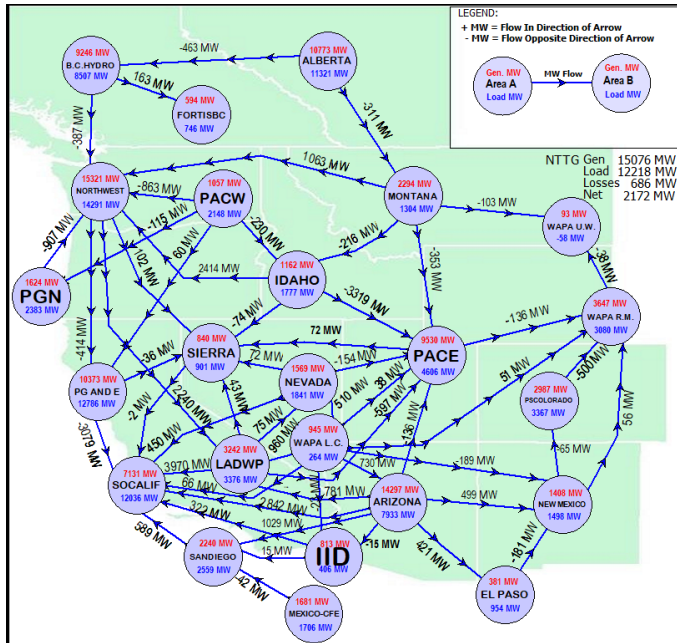 LEGEND:
+ MW = Flow In Direction of Arrow
- MW = Flow Opposite Direction of Arrow
Gen. MW
Area A
Load MW
MW Flow
Gen. MW
Area B
Load MW
NTTG Gen 15076 MW
Load 12218 MW
Losses 686 MW
Net 2172 MW
9246 MW
B.C.HYDRO
8507 MW
-463 MW
10773 MW
ALBERTA
11321 MW
163 MW
594 MW
FORTISBC
746 MW
-387 MW
-311 MW
1063 MW
15321 MW
NORTHWEST
14291 MW
-863 MW
1057 MW
PACW
2148 MW
2294 MW
MONTANA
1304 MW
-103 MW
93 MW
WAPA U.W.
-58 MW
-115 MW
-230 MW
-216 MW
-907 MW
102 MW
60 MW
2414 MW
-363 MW
-38 MW
1624 MW
PGN
2383 MW
1162 MW
IDAHO
1777 MW
-3319 MW
-74 MW
-136 MW
3647 MW
WAPA R.M.
3080 MW
-414 MW
-36 MW
840 MW
SIERRA
901 MW
72 MW
72 MW
-154 MW
9530 MW
PACE
4606 MW
51 MW
-500 MW
10373 MW
PG AND E
12786 MW
1569 MW
NEVADA
1841 MW
510 MW
38 MW
-597 MW
-136 MW
2987 MW
PSCOLORADO
3367 MW
56 MW
-2 MW
2240 MW
43 MW
75 MW
960 MW
945 MW
WAPA L.C.
264 MW
-3079 MW
450 MW
3242 MW
LADWP
3376 MW
730 MW
-189 MW
-65 MW
7131 MW
SOCALIF
12036 MW
3970 MW
66 MW
2842 MW
781 MW
14297 MW
ARIZONA
7933 MW
499 MW
1408 MW
NEW MEXICO
1498 MW
322 MW
1029 MW
589 MW
2240 MW
SANDIEGO
2559 MW
15 MW
813 MW
IID
406 MW
-15 MW
421 MW
-181 MW
-42 MW
1681 MW
MEXICO-CFE
1706 MW
381 MW
EL PASO
954 MW